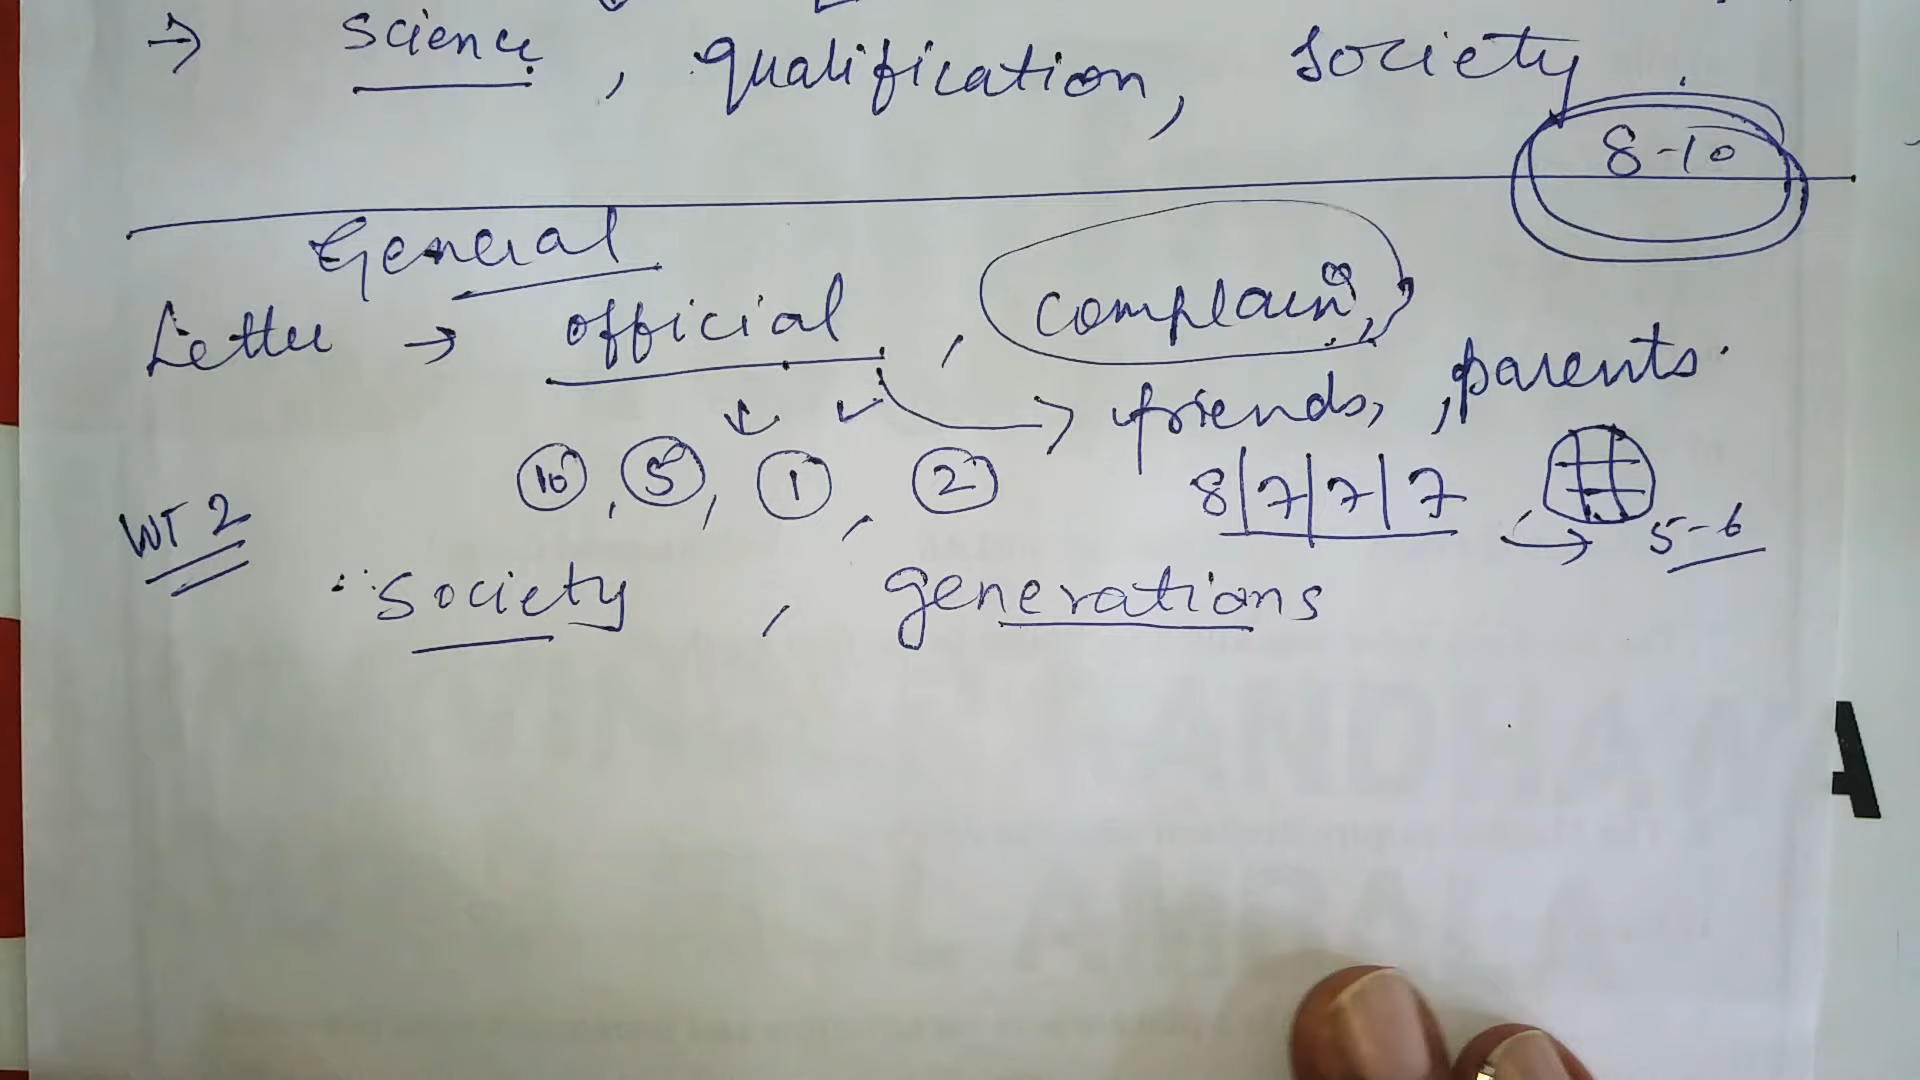 → Science, qualification, society.
8-10
General
Letter → official, complain,
→ friends, parents.
10, 5, 1, 2
8|7|7|7 → 5-6
WT 2
society, generations
A